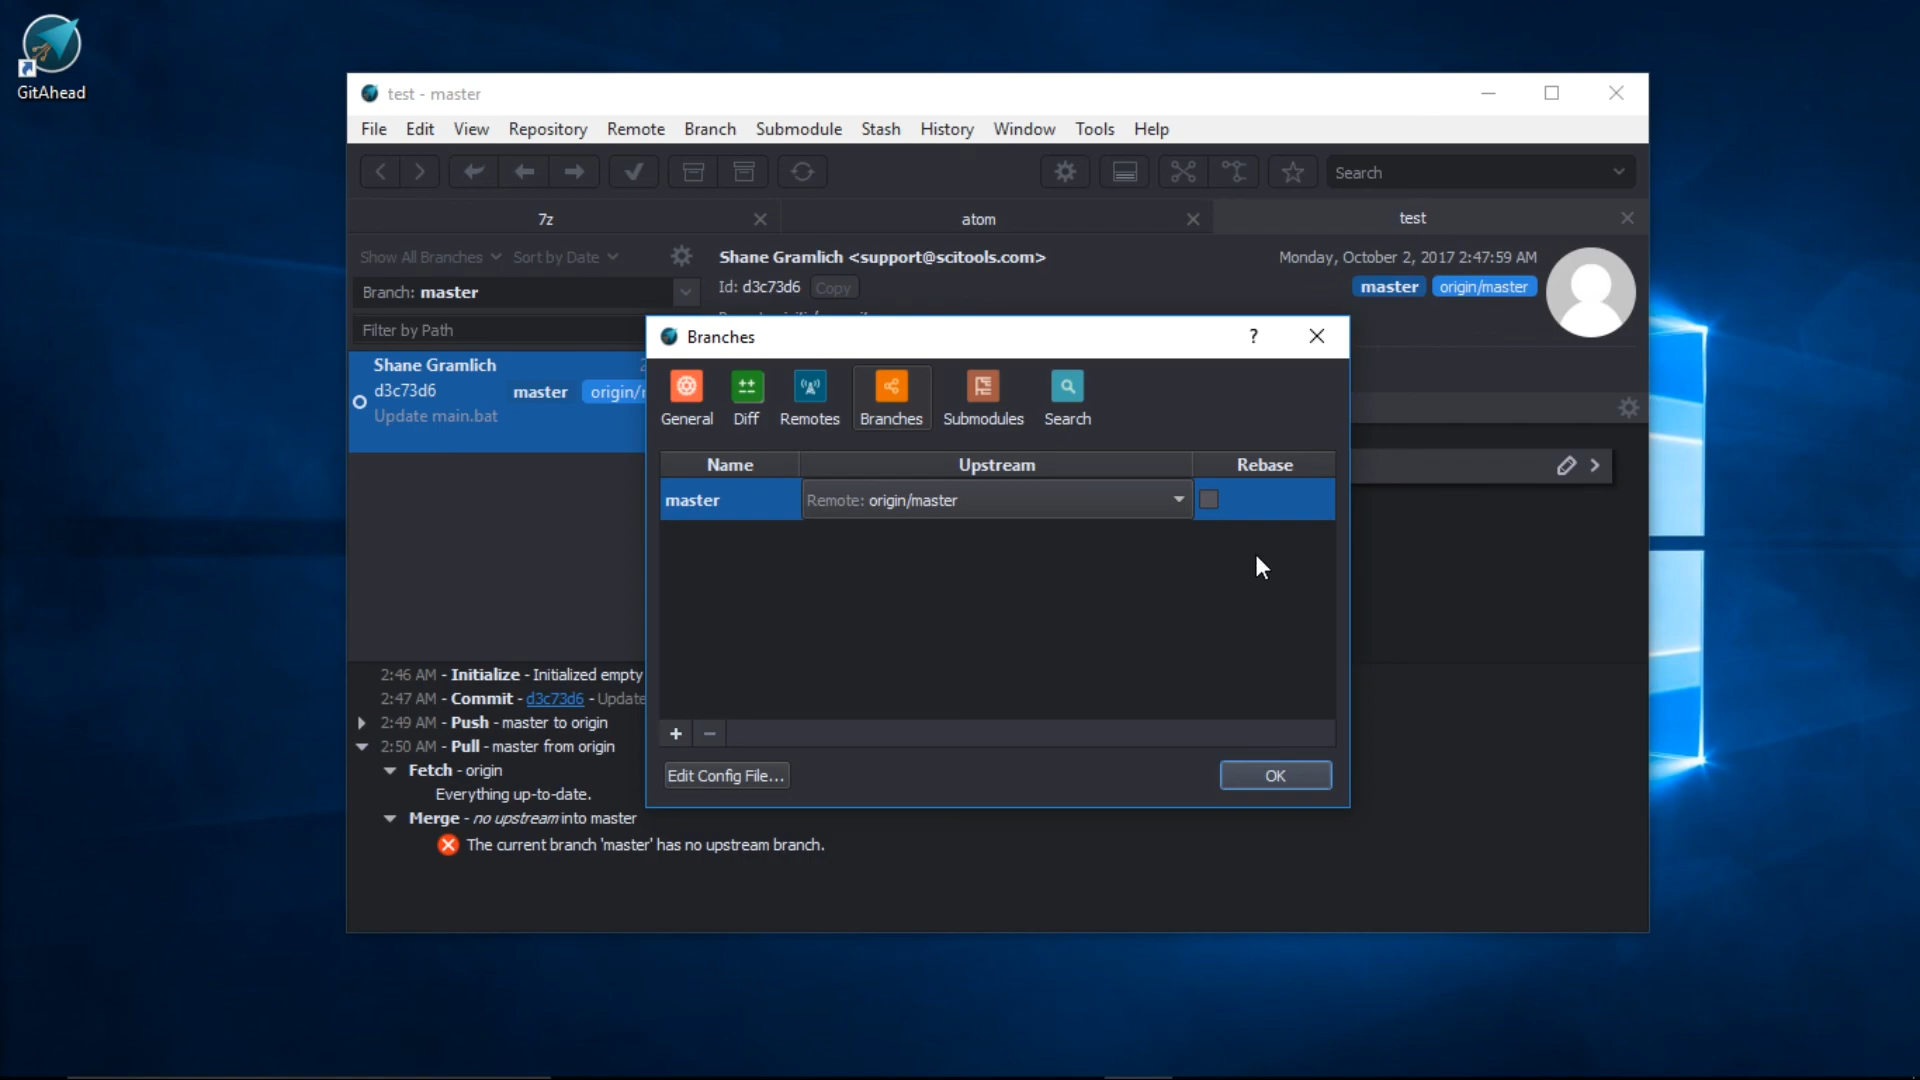 GitAhead
test - master
File Edit View Repository Remote Branch Submodule Stash History Window Tools Help
Search
7z atom test
Show All Branches Sort by Date
Branch: master
Filter by Path
Shane Gramlich
d3c73d6 master
Update main.bat
Shane Gramlich <support@scitools.com>
Monday, October 2, 2017 2:47:59 AM
Id: d3c73d6 Copy
master origin/master
Branches ?
General Diff Remotes Branches Submodules Search
Name Upstream Rebase
master Remote: origin/master
+ −
Edit Config File... OK
2:46 AM - Initialize - Initialized empty
2:47 AM - Commit - d3c73d6 - Update
2:49 AM - Push - master to origin
2:50 AM - Pull - master from origin
Fetch - origin
Everything up-to-date.
Merge - no upstream into master
The current branch 'master' has no upstream branch.